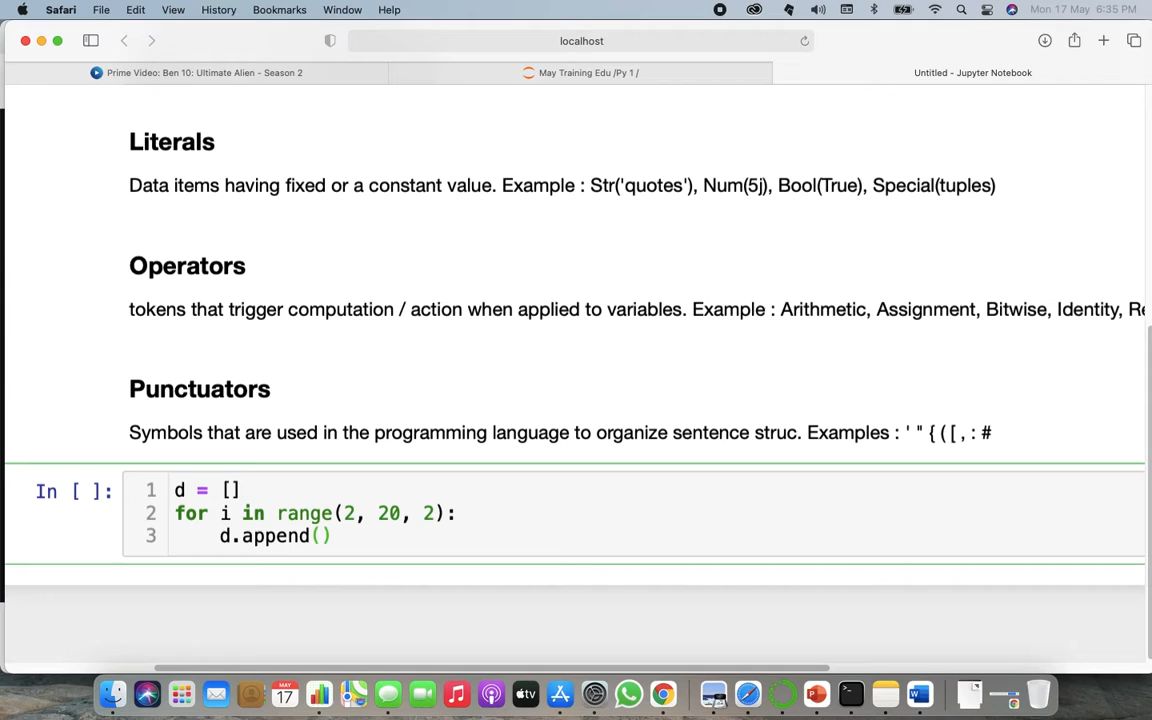 Safari File Edit View History Bookmarks Window Help Mon 17 May 6:35 PM
localhost
Prime Video: Ben 10: Ultimate Alien - Season 2 May Training Edu /Py 1 / Untitled - Jupyter Notebook
Literals
Data items having fixed or a constant value. Example : Str('quotes'), Num(5j), Bool(True), Special(tuples)
Operators
tokens that trigger computation / action when applied to variables. Example : Arithmetic, Assignment, Bitwise, Identity, Re
Punctuators
Symbols that are used in the programming language to organize sentence struc. Examples : ' " { ( [ , : #
In [ ]: 1 d = []
2 for i in range(2, 20, 2):
3 d.append()
MAY
17
tv